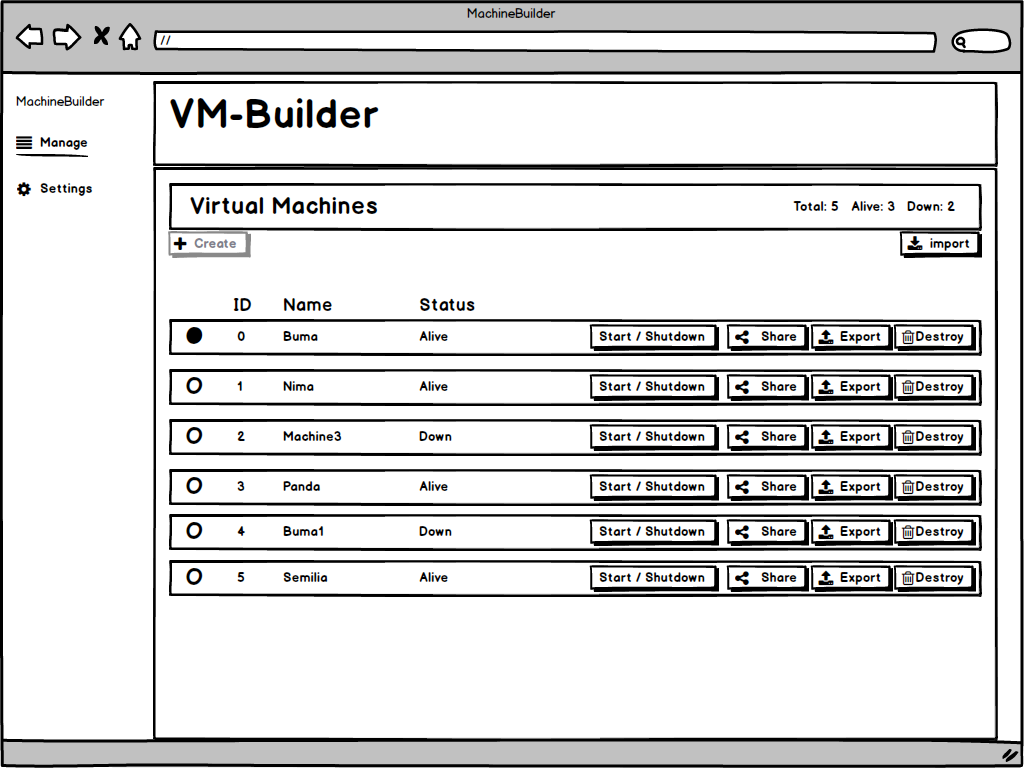 MachineBuilder
//
MachineBuilder
Manage
Settings
VM-Builder
Virtual Machines Total: 5 Alive: 3 Down: 2
Create import
ID Name Status
0 Buma Alive Start / Shutdown Share Export Destroy
1 Nima Alive Start / Shutdown Share Export Destroy
2 Machine3 Down Start / Shutdown Share Export Destroy
3 Panda Alive Start / Shutdown Share Export Destroy
4 Buma1 Down Start / Shutdown Share Export Destroy
5 Semilia Alive Start / Shutdown Share Export Destroy